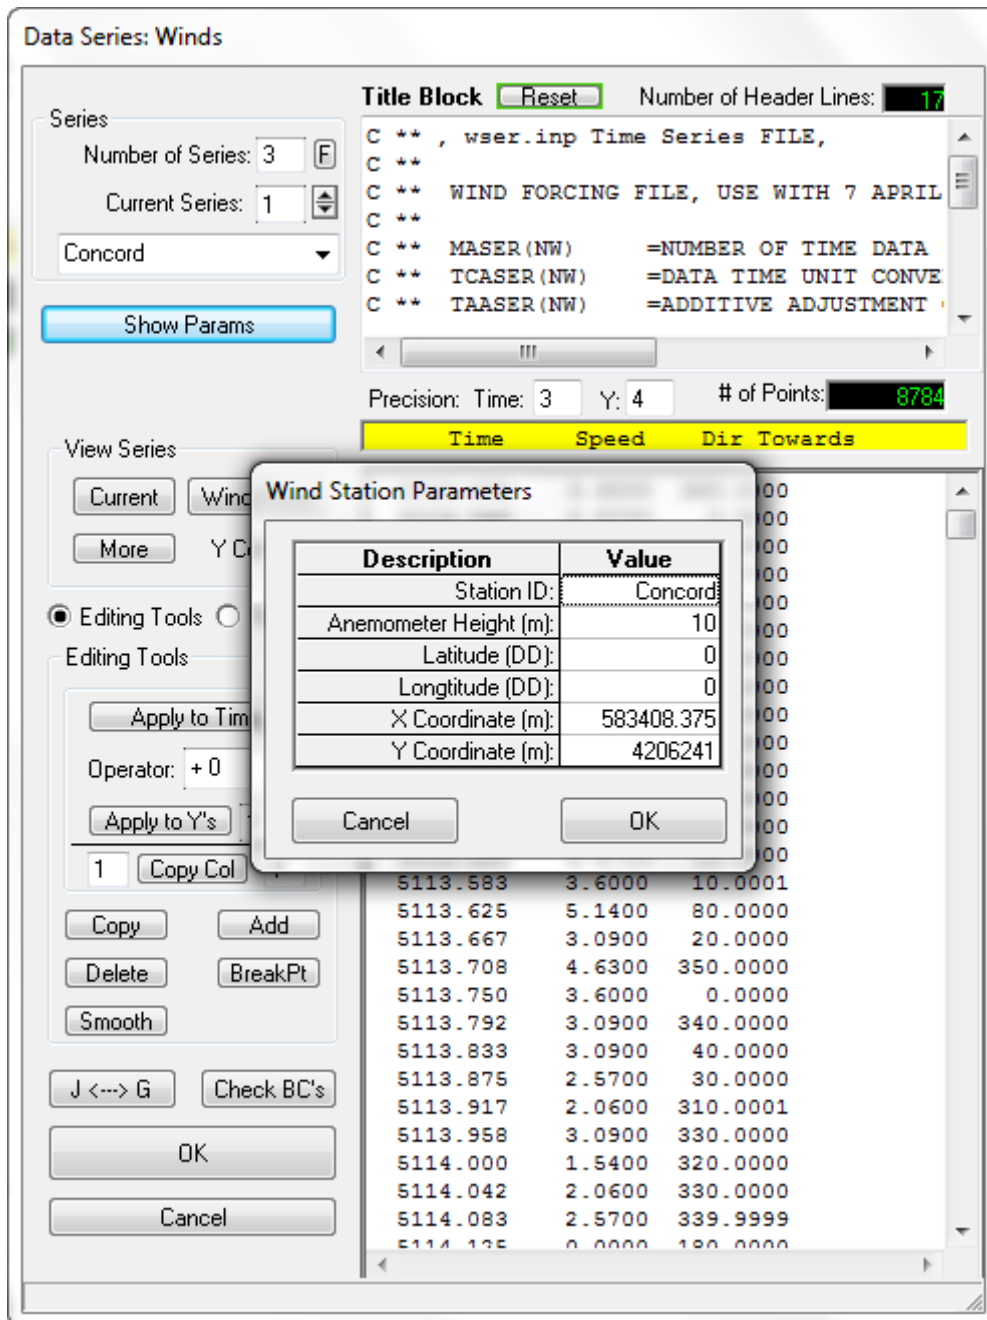 Data Series: Winds
Series
Number of Series: 3 F
Current Series: 1
Concord
Show Params
Title Block Reset Number of Header Lines: 17
C ** , wser.inp Time Series FILE,
C **
C ** WIND FORCING FILE, USE WITH 7 APRIL
C **
C ** MASER(NW) =NUMBER OF TIME DATA
C ** TCASER(NW) =DATA TIME UNIT CONVE
C ** TAASER(NW) =ADDITIVE ADJUSTMENT
Precision: Time: 3 Y: 4 # of Points: 8784
Time Speed Dir Towards
View Series
Current Wind
More Y
Editing Tools
Editing Tools
Apply to Tim
Operator: + 0
Apply to Y's
1 Copy Col
Copy Add
Delete BreakPt
Smooth
J <---> G Check BC's
OK
Cancel
Wind Station Parameters
Description Value
Station ID: Concord
Anemometer Height (m): 10
Latitude (DD): 0
Longtitude (DD): 0
X Coordinate (m): 583408.375
Y Coordinate (m): 4206241
Cancel OK
5113.583 3.6000 10.0001
5113.625 5.1400 80.0000
5113.667 3.0900 20.0000
5113.708 4.6300 350.0000
5113.750 3.6000 0.0000
5113.792 3.0900 340.0000
5113.833 3.0900 40.0000
5113.875 2.5700 30.0000
5113.917 2.0600 310.0001
5113.958 3.0900 330.0000
5114.000 1.5400 320.0000
5114.042 2.0600 330.0000
5114.083 2.5700 339.9999
5114.125 0.0000 180.0000